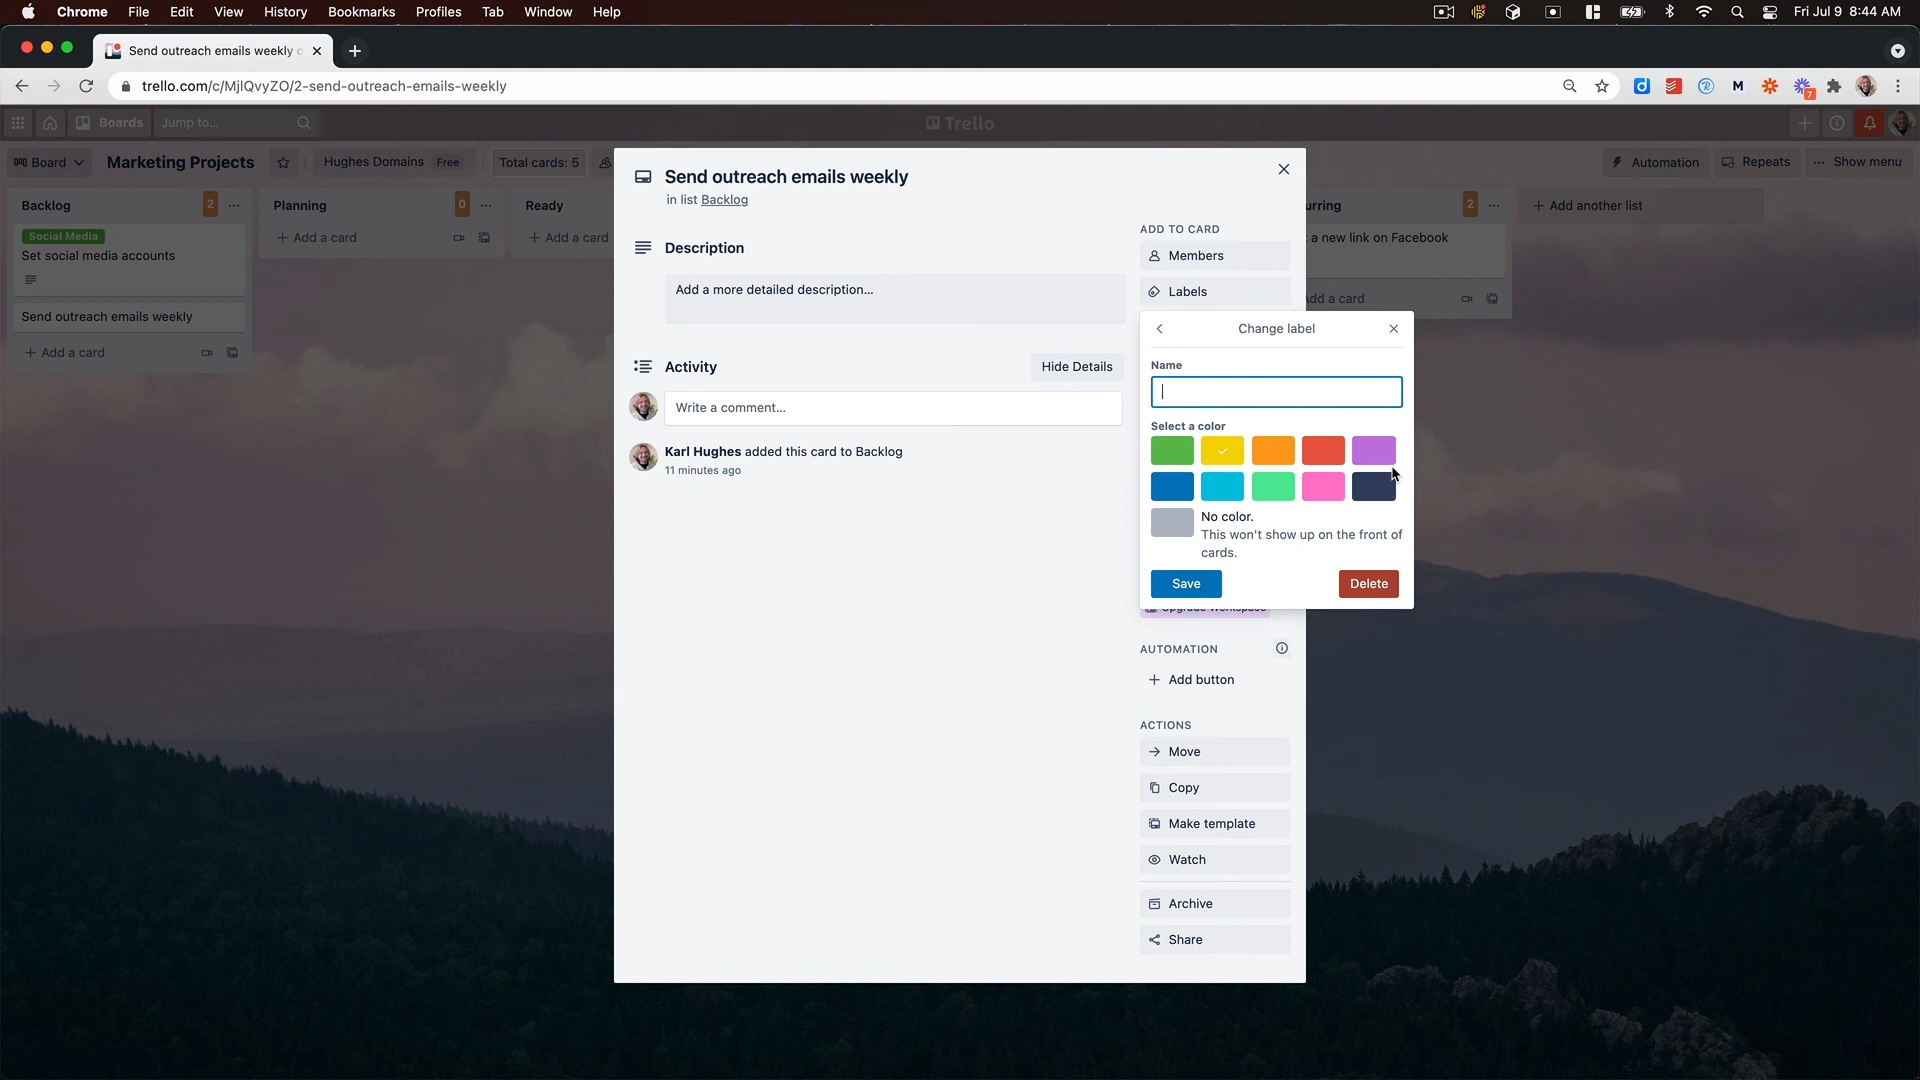 Chrome File Edit View History Bookmarks Profiles Tab Window Help Fri Jul 9 8:44 AM
Send outreach emails weekly
trello.com/c/MjlQvyZO/2-send-outreach-emails-weekly
7
Boards Jump to... Trello
Board Marketing Projects Hughes Domains Free Total cards: 5 Automation Repeats Show menu
Backlog 2
Social Media
Set social media accounts
Send outreach emails weekly
+ Add a card
Planning 0
+ Add a card
Ready
+ Add a card
Send outreach emails weekly
in list Backlog
Description
Add a more detailed description...
Activity Hide Details
Write a comment...
Karl Hughes added this card to Backlog
11 minutes ago
ADD TO CARD
Members
Labels
Change label
Name
Select a color
No color.
This won't show up on the front of
cards.
Save Delete
Upgrade Workspace
AUTOMATION
+ Add button
ACTIONS
Move
Copy
Make template
Watch
Archive
Share
urring 2
a new link on Facebook
Add a card
+ Add another list